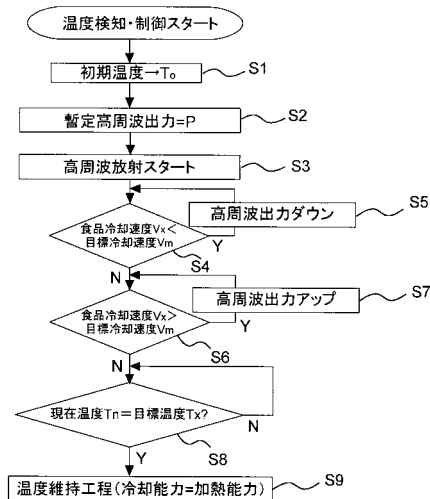 温度検知・制御スタート
初期温度→To
S1
暫定高周波出力=P
S2
高周波放射スタート
S3
高周波出力ダウン
S5
食品冷却速度Vx<
目標冷却速度Vm
Y
S4
N
高周波出力アップ
S7
食品冷却速度Vx>
目標冷却速度Vm
Y
S6
N
現在温度Tn=目標温度Tx?
N
S8
Y
温度維持工程(冷却能力=加熱能力)
S9